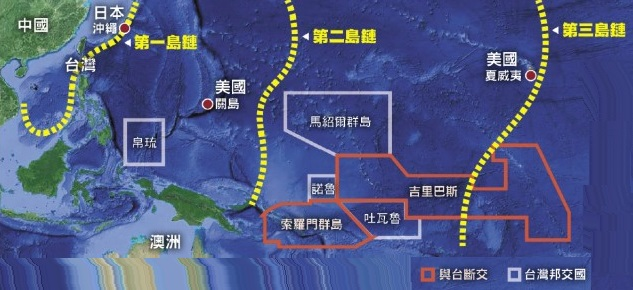 中國
日本
沖繩
第一島鏈
第二島鏈
第三島鏈
台灣
美國
關島
美國
夏威夷
帛琉
馬紹爾群島
諾魯
吉里巴斯
索羅門群島
吐瓦魯
澳洲
與台斷交
台灣邦交國